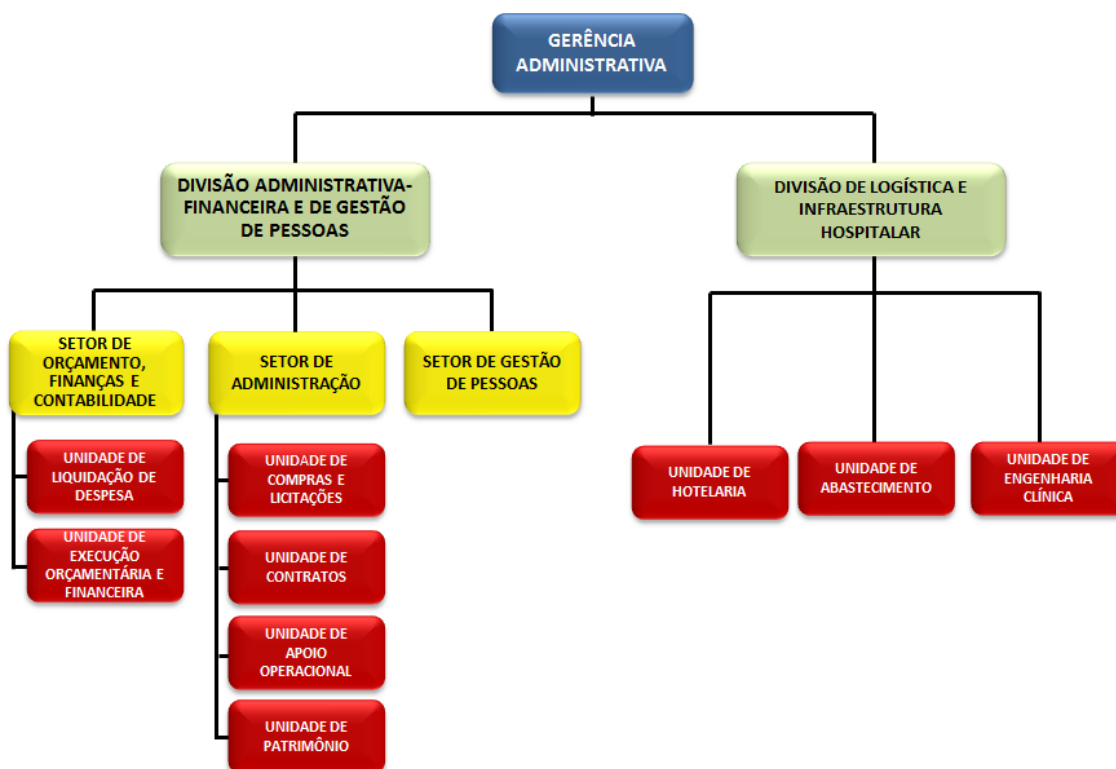 GERÊNCIA
ADMINISTRATIVA
DIVISÃO ADMINISTRATIVA-
FINANCEIRA E DE GESTÃO
DE PESSOAS
DIVISÃO DE LOGÍSTICA E
INFRAESTRUTURA
HOSPITALAR
SETOR DE
ORÇAMENTO,
FINANÇAS E
CONTABILIDADE
SETOR DE
ADMINISTRAÇÃO
SETOR DE GESTÃO
DE PESSOAS
UNIDADE DE
LIQUIDAÇÃO DE
DESPESA
UNIDADE DE
EXECUÇÃO
ORÇAMENTÁRIA E
FINANCEIRA
UNIDADE DE
COMPRAS E
LICITAÇÕES
UNIDADE DE
CONTRATOS
UNIDADE DE
APOIO
OPERACIONAL
UNIDADE DE
PATRIMÔNIO
UNIDADE DE
HOTELARIA
UNIDADE DE
ABASTECIMENTO
UNIDADE DE
ENGENHARIA
CLÍNICA